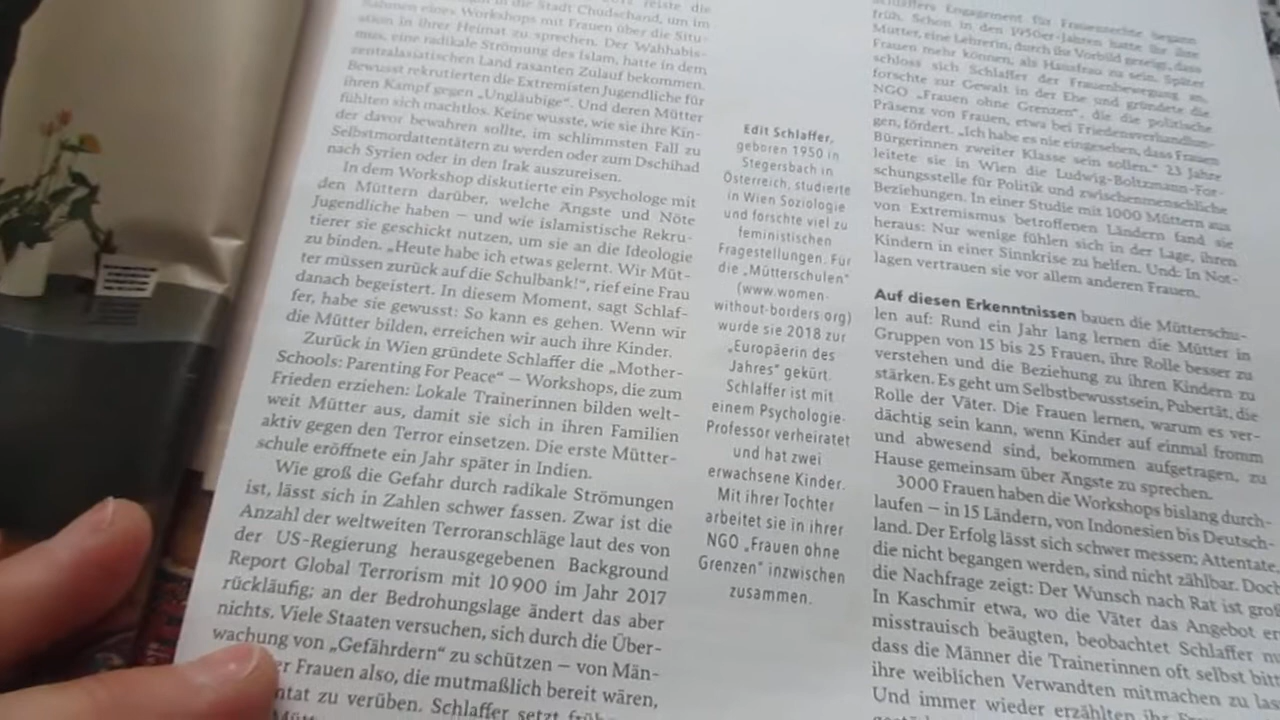 reiste die
in die Stadt Chudschand, um im
Rahmen eines Workshops mit Frauen über die Situ-
ation in ihrer Heimat zu sprechen. Der Wahhabis-
mus, eine radikale Strömung des Islam, hatte in dem
zentralasiatischen Land rasanten Zulauf bekommen.
Bewusst rekrutierten die Extremisten Jugendliche für
ihren Kampf gegen „Ungläubige“. Und deren Mütter
fühlten sich machtlos. Keine wusste, wie sie ihre Kin-
der davor bewahren sollte, im schlimmsten Fall zu
Selbstmordattentätern zu werden oder zum Dschihad
nach Syrien oder in den Irak auszureisen.
In dem Workshop diskutierte ein Psychologe mit
den Müttern darüber, welche Ängste und Nöte
Jugendliche haben – und wie islamistische Rekru-
tierer sie geschickt nutzen, um sie an die Ideologie
zu binden. „Heute habe ich etwas gelernt. Wir Müt-
ter müssen zurück auf die Schulbank!“, rief eine Frau
danach begeistert. In diesem Moment, sagt Schlaf-
fer, habe sie gewusst: So kann es gehen. Wenn wir
die Mütter bilden, erreichen wir auch ihre Kinder.
Zurück in Wien gründete Schlaffer die „Mother-
Schools: Parenting For Peace“ – Workshops, die zum
Frieden erziehen: Lokale Trainerinnen bilden welt-
weit Mütter aus, damit sie sich in ihren Familien
aktiv gegen den Terror einsetzen. Die erste Mütter-
schule eröffnete ein Jahr später in Indien.
Wie groß die Gefahr durch radikale Strömungen
ist, lässt sich in Zahlen schwer fassen. Zwar ist die
Anzahl der weltweiten Terroranschläge laut des von
der US-Regierung herausgegebenen Background
Report Global Terrorism mit 10 900 im Jahr 2017
rückläufig; an der Bedrohungslage ändert das aber
nichts. Viele Staaten versuchen, sich durch die Über-
wachung von „Gefährdern“ zu schützen – von Män-
Frauen also, die mutmaßlich bereit wären,
zu verüben. Schlaffer setzt
Edit Schlaffer,
geboren 1950 in
Stegersbach in
Österreich, studierte
in Wien Soziologie
und forschte viel zu
feministischen
Fragestellungen. Für
die „Mütterschulen“
(www.women-
without-borders.org)
wurde sie 2018 zur
„Europäerin des
Jahres“ gekürt.
Schlaffer ist mit
einem Psychologie-
Professor verheiratet
und hat zwei
erwachsene Kinder.
Mit ihrer Tochter
arbeitet sie in ihrer
NGO „Frauen ohne
Grenzen“ inzwischen
zusammen.
Schlaffers Engagement für Frauenrechte begann
früh. Schon in den 1950er-Jahren hatte ihr ihre
Mutter, eine Lehrerin, durch ihr Vorbild gezeigt, dass
Frauen mehr können, als Hausfrau zu sein. Später
schloss sich Schlaffer der Frauenbewegung an,
forschte zur Gewalt in der Ehe und gründete die
NGO „Frauen ohne Grenzen“, die die politische
Präsenz von Frauen, etwa bei Friedensverhandlun-
gen, fördert. „Ich habe es nie eingesehen, dass Frauen
Bürgerinnen zweiter Klasse sein sollen.“ 23 Jahre
leitete sie in Wien die Ludwig-Boltzmann-For-
schungsstelle für Politik und zwischenmenschliche
Beziehungen. In einer Studie mit 1000 Müttern aus
von Extremismus betroffenen Ländern fand sie
heraus: Nur wenige fühlen sich in der Lage, ihren
Kindern in einer Sinnkrise zu helfen. Und: In Not-
lagen vertrauen sie vor allem anderen Frauen.
Auf diesen Erkenntnissen bauen die Mütterschu-
len auf: Rund ein Jahr lang lernen die Mütter in
Gruppen von 15 bis 25 Frauen, ihre Rolle besser zu
verstehen und die Beziehung zu ihren Kindern zu
stärken. Es geht um Selbstbewusstsein, Pubertät, die
Rolle der Väter. Die Frauen lernen, warum es ver-
dächtig sein kann, wenn Kinder auf einmal fromm
und abwesend sind, bekommen aufgetragen, zu
Hause gemeinsam über Ängste zu sprechen.
3000 Frauen haben die Workshops bislang durch-
laufen – in 15 Ländern, von Indonesien bis Deutsch-
land. Der Erfolg lässt sich schwer messen; Attentate,
die nicht begangen werden, sind nicht zählbar. Doch
die Nachfrage zeigt: Der Wunsch nach Rat ist groß
In Kaschmir etwa, wo die Väter das Angebot
misstrauisch beäugten, beobachtet Schlaffer
dass die Männer die Trainerinnen oft selbst
ihre weiblichen Verwandten mitmachen zu
Und immer wieder erzählten ihr